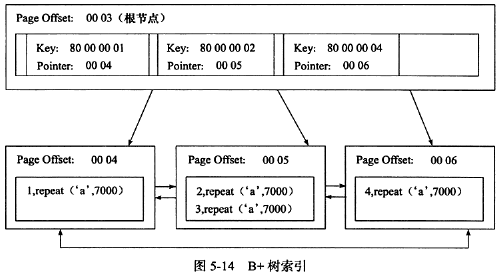 Page Offset: 00 03（根节点）
Key: 80 00 00 01 Key: 80 00 00 02 Key: 80 00 00 04
Pointer: 00 04 Pointer: 00 05 Pointer: 00 06
Page Offset: 00 04 Page Offset: 00 05 Page Offset: 00 06
1,repeat（‘a’,7000） 2,repeat（‘a’,7000） 4,repeat（‘a’,7000）
3,repeat（‘a’,7000）
图 5-14 B+ 树索引